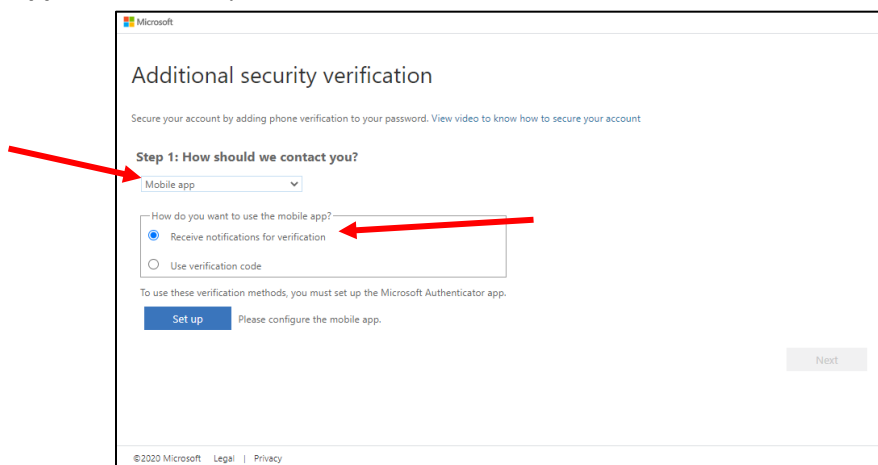 Microsoft
Additional security verification
Secure your account by adding phone verification to your password. View video to know how to secure your account
Step 1: How should we contact you?
Mobile app
How do you want to use the mobile app?
Receive notifications for verification
Use verification code
To use these verification methods, you must set up the Microsoft Authenticator app.
Set up Please configure the mobile app.
Next
©2020 Microsoft Legal | Privacy